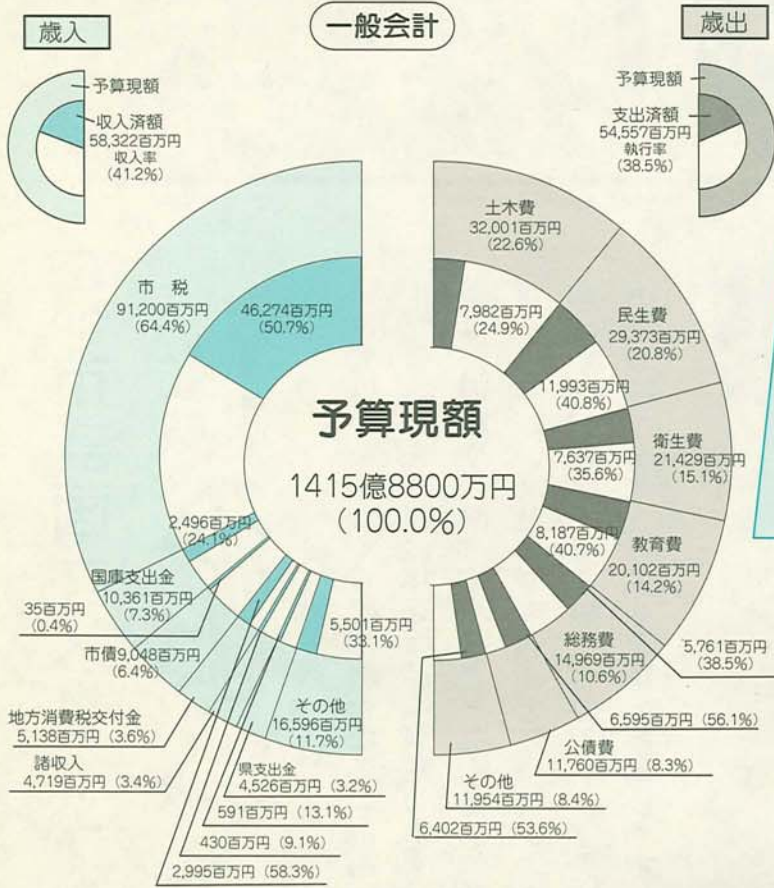 一般会計
歳入
予算現額
収入済額
58,322百万円
収入率
(41.2%)
歳出
予算現額
支出済額
54,557百万円
執行率
(38.5%)
予算現額
1415億8800万円
(100.0%)
市　税
91,200百万円
(64.4%)
46,274百万円
(50.7%)
2,496百万円
(24.1%)
国庫支出金
10,361百万円
(7.3%)
35百万円
(0.4%)
市債9,048百万円
(6.4%)
地方消費税交付金
5,138百万円 (3.6%)
諸収入
4,719百万円 (3.4%)
5,501百万円
(33.1%)
その他
16,596百万円
(11.7%)
県支出金
4,526百万円 (3.2%)
591百万円 (13.1%)
430百万円 (9.1%)
2,995百万円 (58.3%)
土木費
32,001百万円
(22.6%)
7,982百万円
(24.9%)
民生費
29,373百万円
(20.8%)
11,993百万円
(40.8%)
衛生費
21,429百万円
(15.1%)
7,637百万円
(35.6%)
教育費
20,102百万円
(14.2%)
8,187百万円
(40.7%)
総務費
14,969百万円
(10.6%)
5,761百万円
(38.5%)
6,595百万円 (56.1%)
公債費
11,760百万円 (8.3%)
その他
11,954百万円 (8.4%)
6,402百万円 (53.6%)